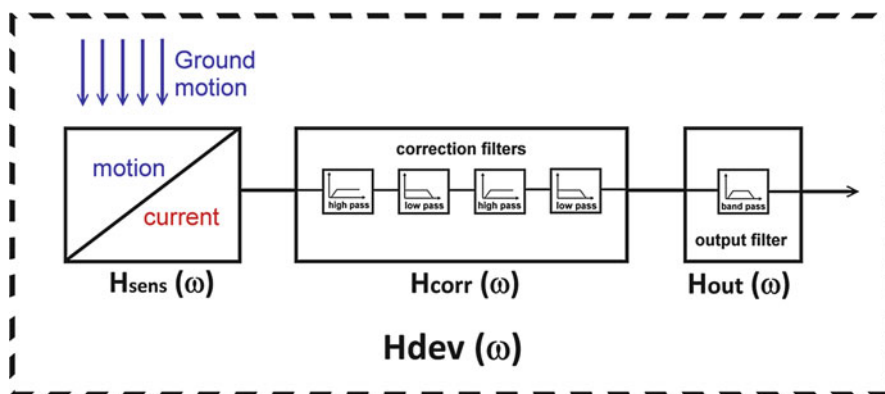 Ground
motion
motion
current
correction filters
high pass
low pass
high pass
low pass
band pass
output filter
Hsens (ω)
Hcorr (ω)
Hout (ω)
Hdev (ω)